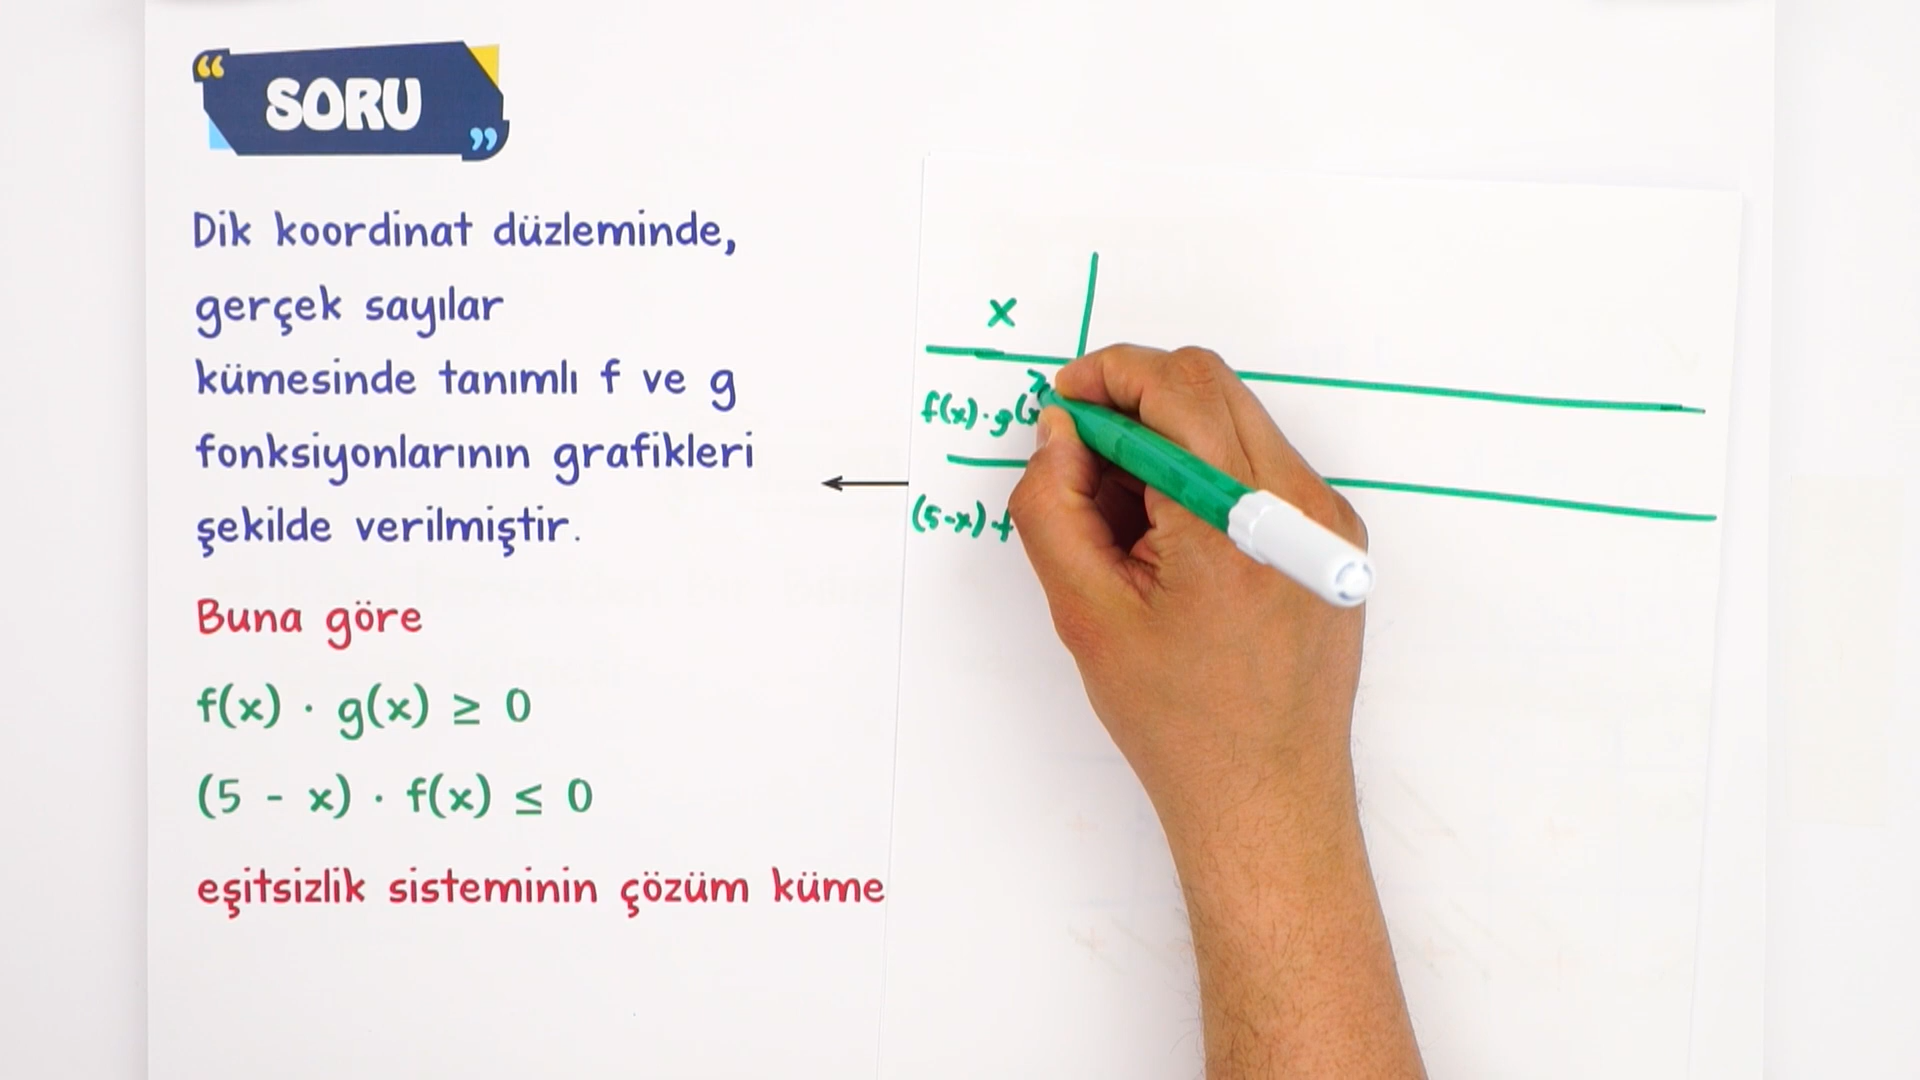 SORU
Dik koordinat düzleminde,
gerçek sayılar
kümesinde tanımlı f ve g
fonksiyonlarının grafikleri
şekilde verilmiştir.
Buna göre
f(x) · g(x) ≥ 0
(5 - x) · f(x) ≤ 0
eşitsizlik sisteminin çözüm küme
x
f(x) · g(x
(5-x) · f